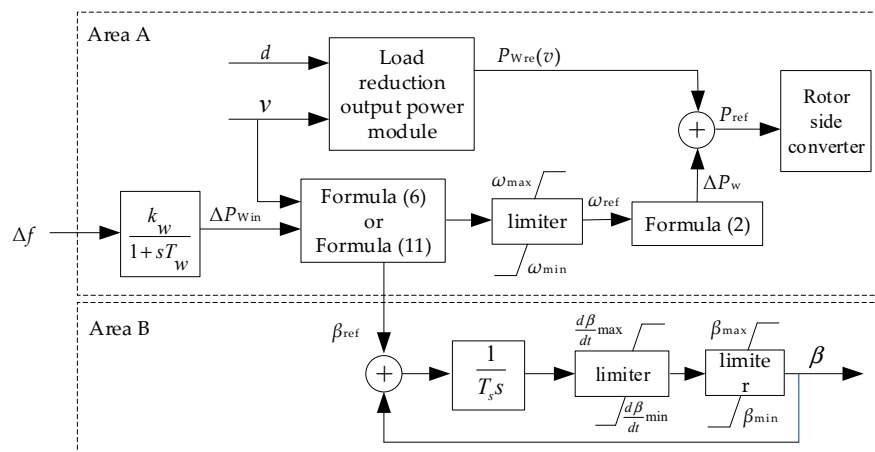 Area A
d
v
Load
reduction
output power
module
P_Wre(v)
+
P_ref
Rotor
side
converter
Δf
k_w
1+sT_w
ΔP_Win
Formula (6)
or
Formula (11)
ω_max
limiter
ω_min
ω_ref
Formula (2)
ΔP_w
Area B
β_ref
+
1
T_s s
dβ/dt max
limiter
dβ/dt min
β_max
limite
r
β_min
β